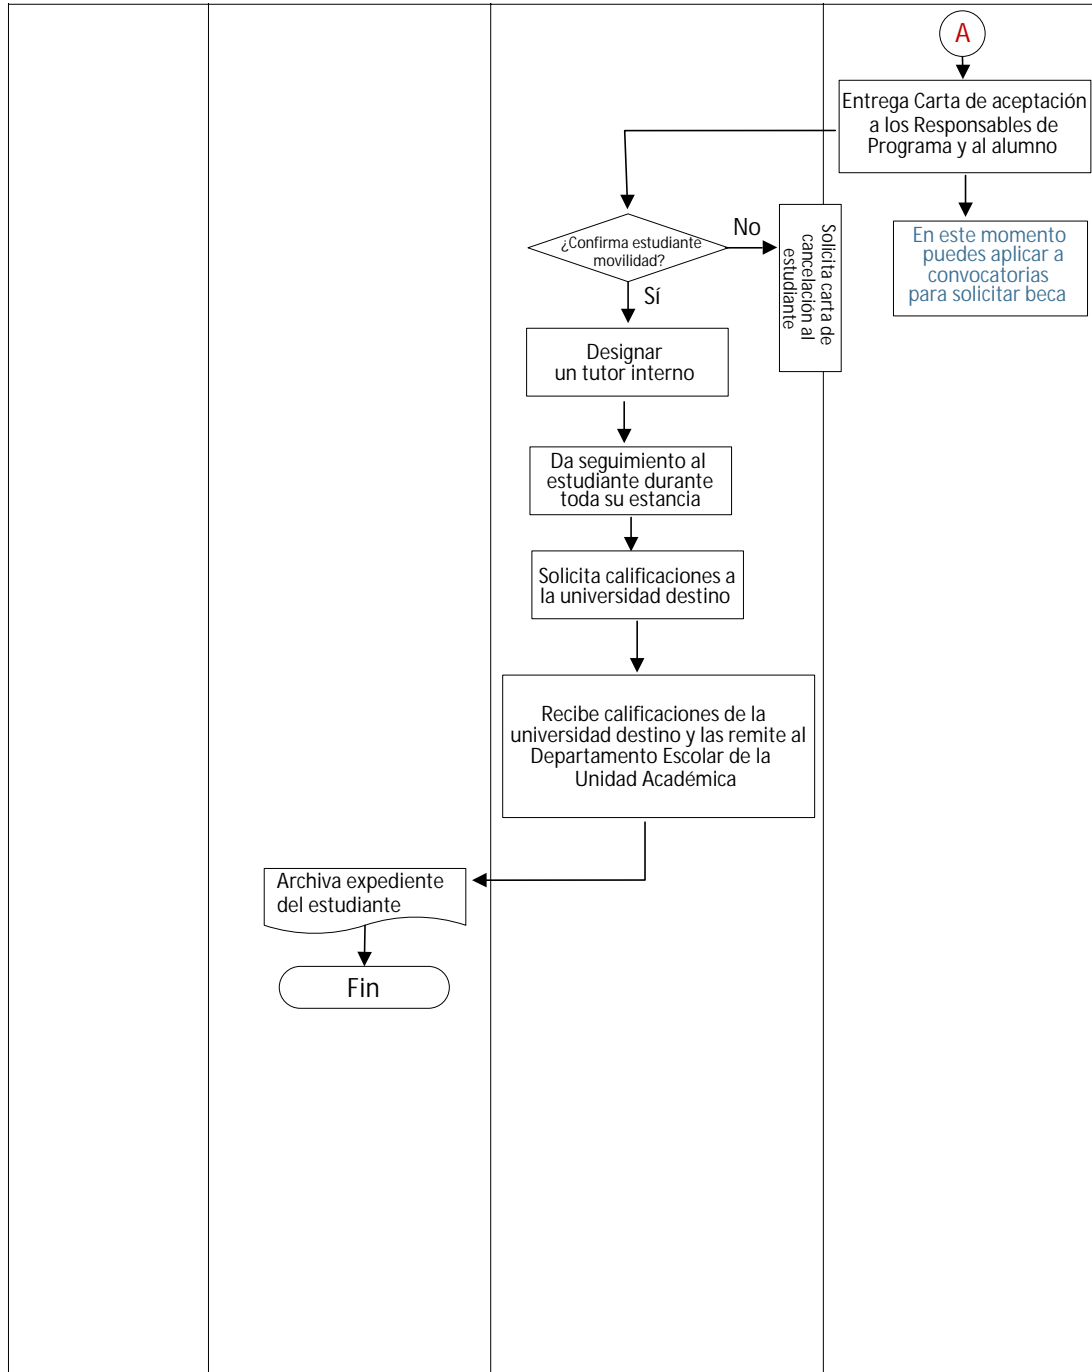 A
Entrega Carta de aceptación
a los Responsables de
Programa y al alumno
En este momento
puedes aplicar a
convocatorias
para solicitar beca
¿Confirma estudiante
movilidad?
No
Solicita carta de
cancelación al
estudiante
Sí
Designar
un tutor interno
Da seguimiento al
estudiante durante
toda su estancia
Solicita calificaciones a
la universidad destino
Recibe calificaciones de la
universidad destino y las remite al
Departamento Escolar de la
Unidad Académica
Archiva expediente
del estudiante
Fin